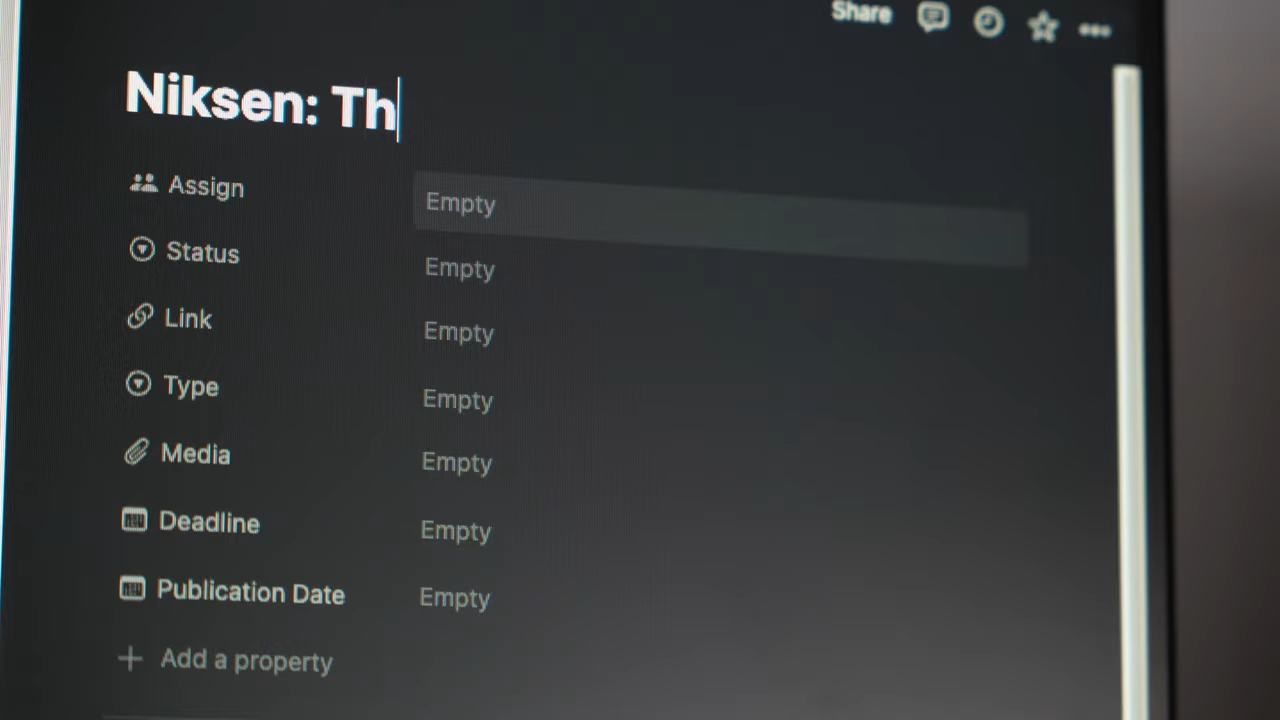 Share
Niksen: Th
Assign Empty
Status Empty
Link Empty
Type Empty
Media Empty
Deadline Empty
Publication Date Empty
Add a property